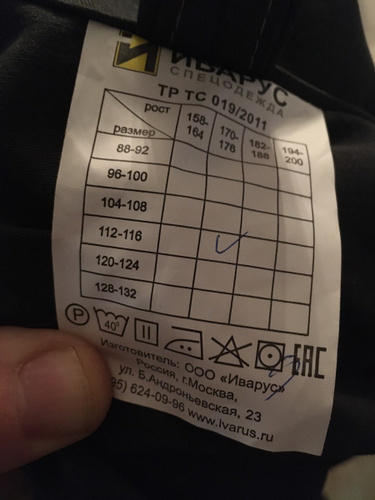 ИВАРУС
СПЕЦОДЕЖДА
ТР ТС 019/2011
рост 158-164 170-176 182-188 194-200
размер
88-92
96-100
104-108
112-116
120-124
128-132
P 40°
EAC
Изготовитель: ООО «Иварус»
Россия, г.Москва,
ул. Б.Андроньевская, 23
95) 624-09-96 www.ivarus.ru